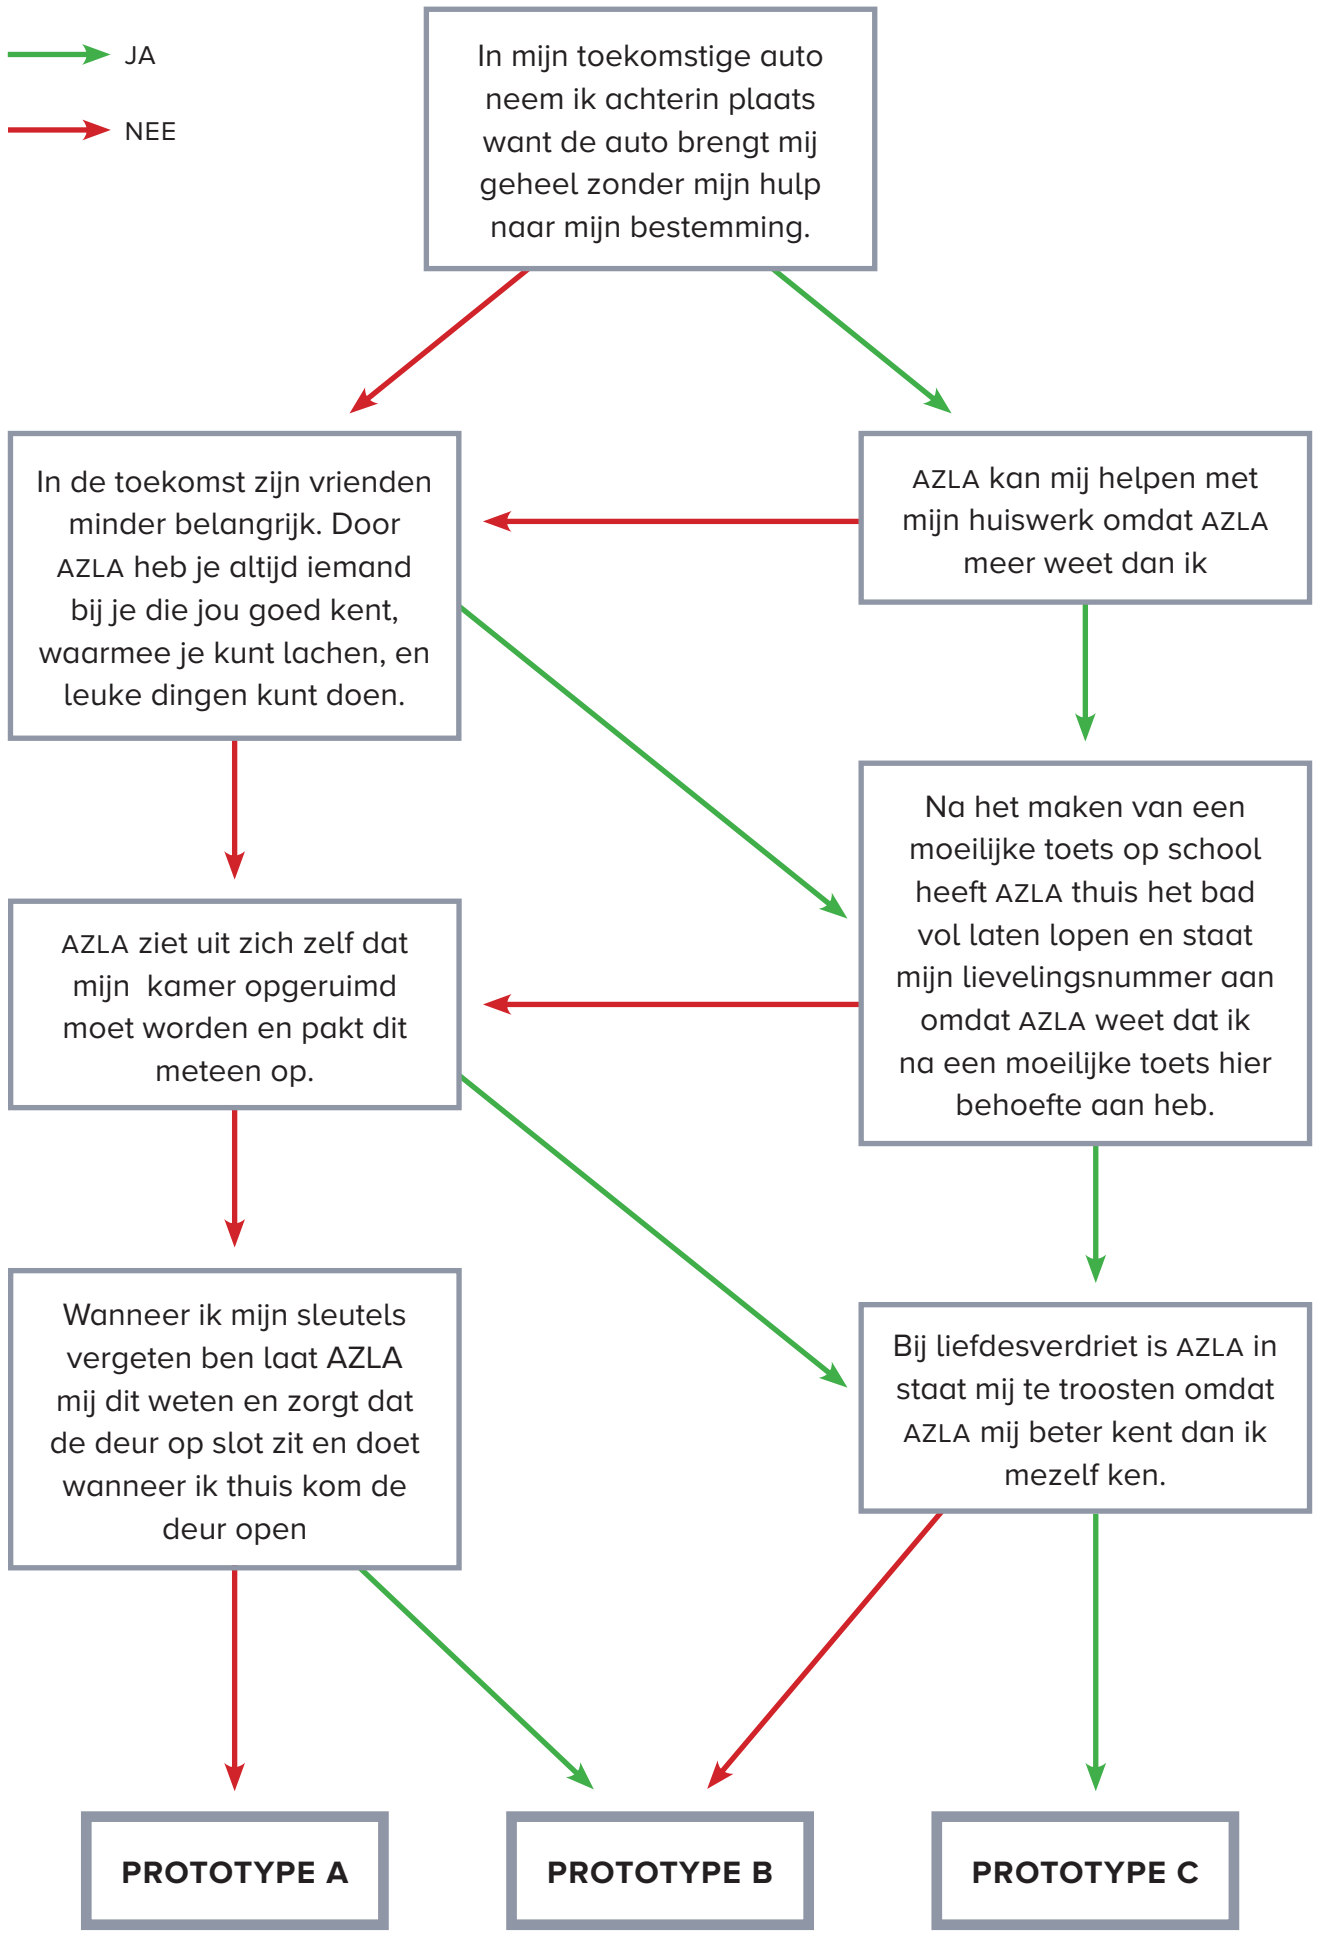 JA
NEE
In mijn toekomstige auto
neem ik achterin plaats
want de auto brengt mij
geheel zonder mijn hulp
naar mijn bestemming.
In de toekomst zijn vrienden
minder belangrijk. Door
AZLA heb je altijd iemand
bij je die jou goed kent,
waarmee je kunt lachen, en
leuke dingen kunt doen.
AZLA kan mij helpen met
mijn huiswerk omdat AZLA
meer weet dan ik
Na het maken van een
moeilijke toets op school
heeft AZLA thuis het bad
vol laten lopen en staat
mijn lievelingsnummer aan
omdat AZLA weet dat ik
na een moeilijke toets hier
behoefte aan heb.
AZLA ziet uit zich zelf dat
mijn kamer opgeruimd
moet worden en pakt dit
meteen op.
Wanneer ik mijn sleutels
vergeten ben laat AZLA
mij dit weten en zorgt dat
de deur op slot zit en doet
wanneer ik thuis kom de
deur open
Bij liefdesverdriet is AZLA in
staat mij te troosten omdat
AZLA mij beter kent dan ik
mezelf ken.
PROTOTYPE A
PROTOTYPE B
PROTOTYPE C